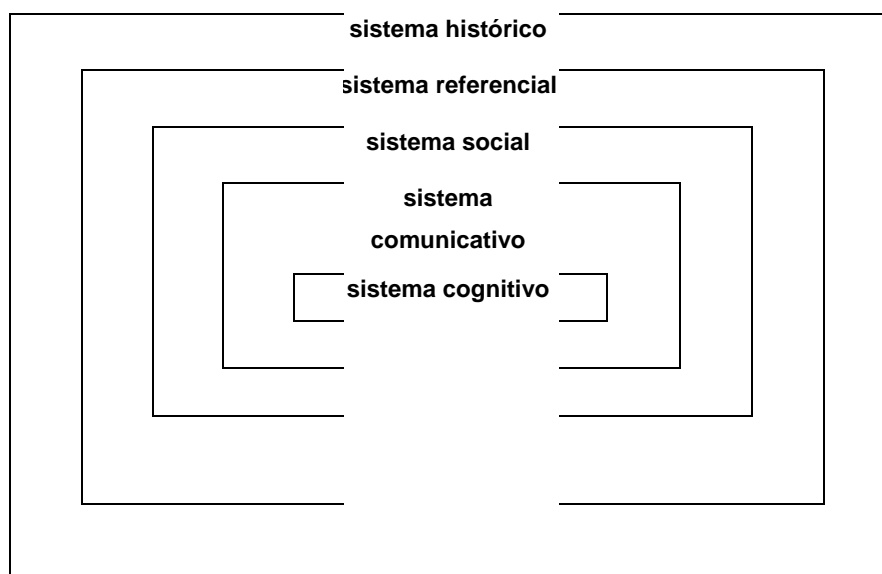 sistema histórico
sistema referencial
sistema social
sistema
comunicativo
sistema cognitivo